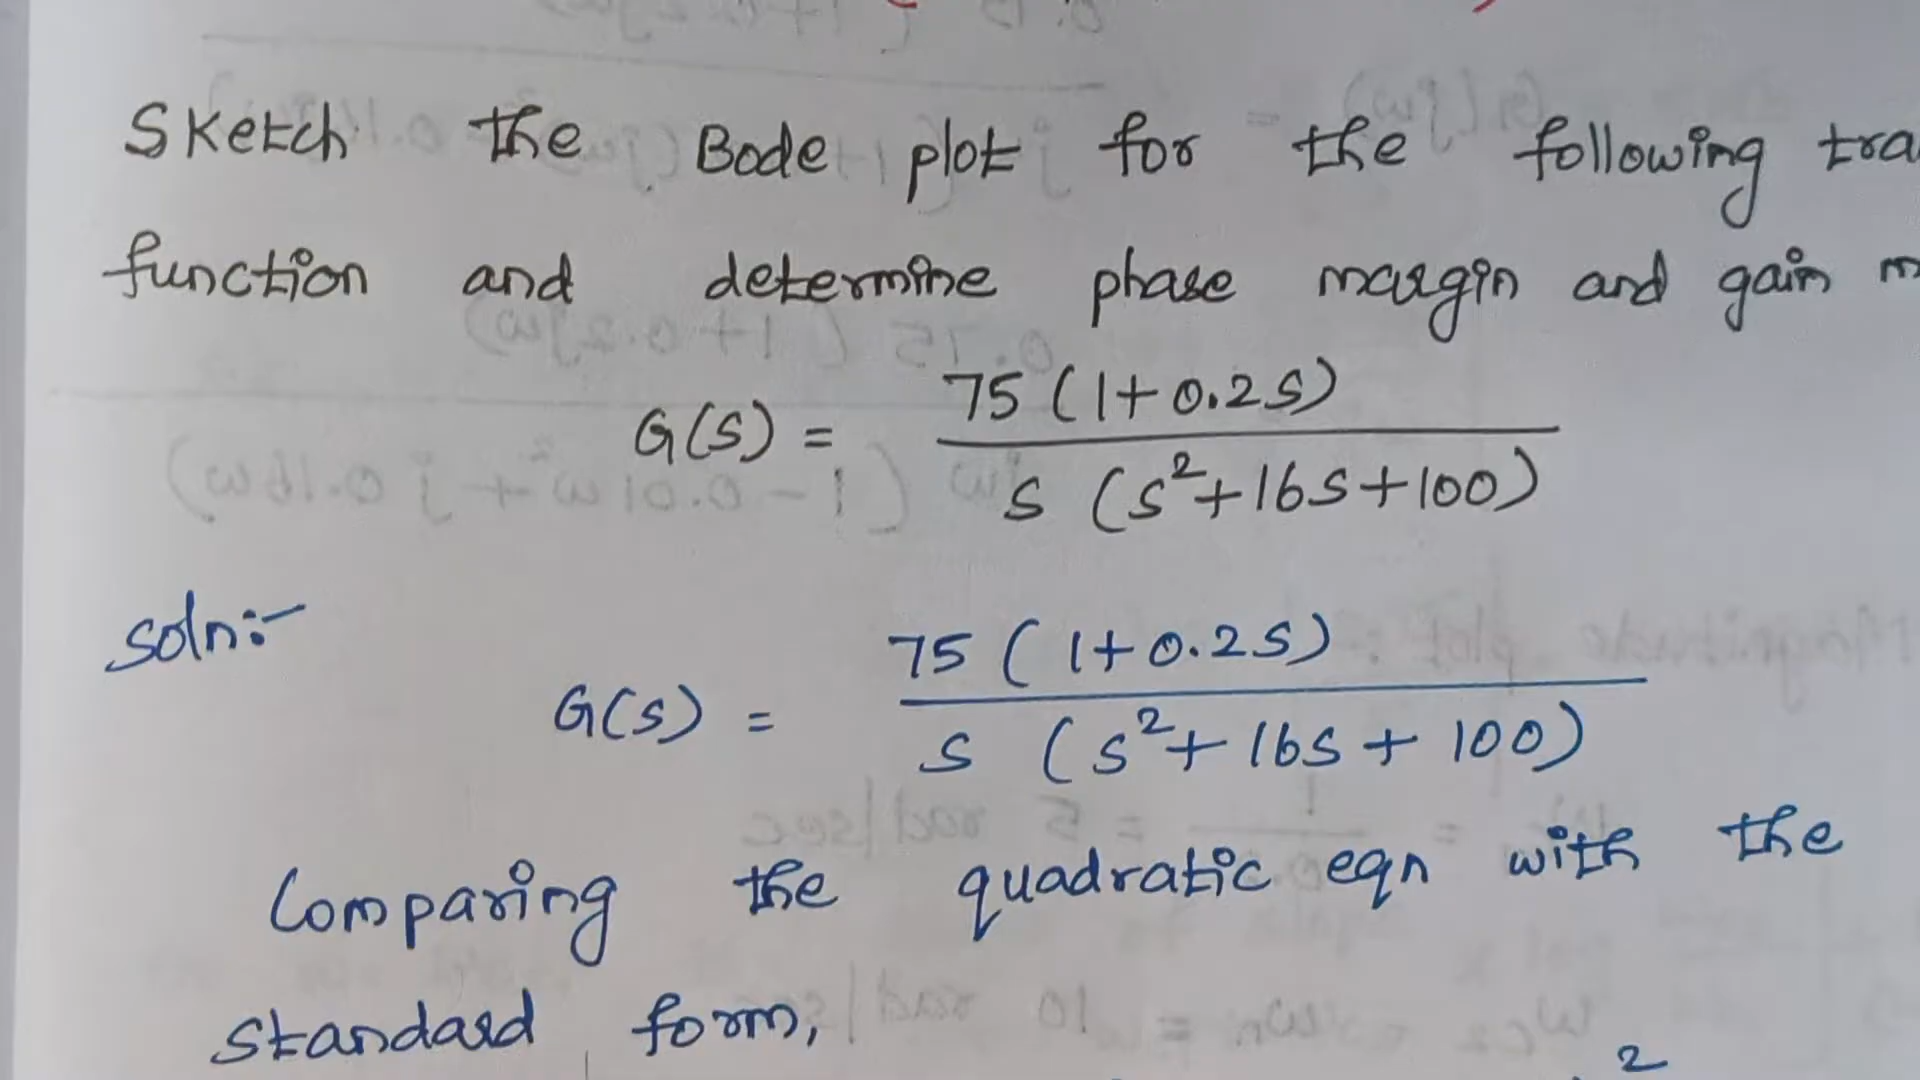 Sketch the Bode plot for the following tra
function and determine phase margin and gain m
G(s) = 75 (1+0.2s) / s (s²+16s+100)
soln:-
G(s) = 75 (1+0.2s) / s (s²+16s+100)
Comparing the quadratic eqn with the
standard form,
2